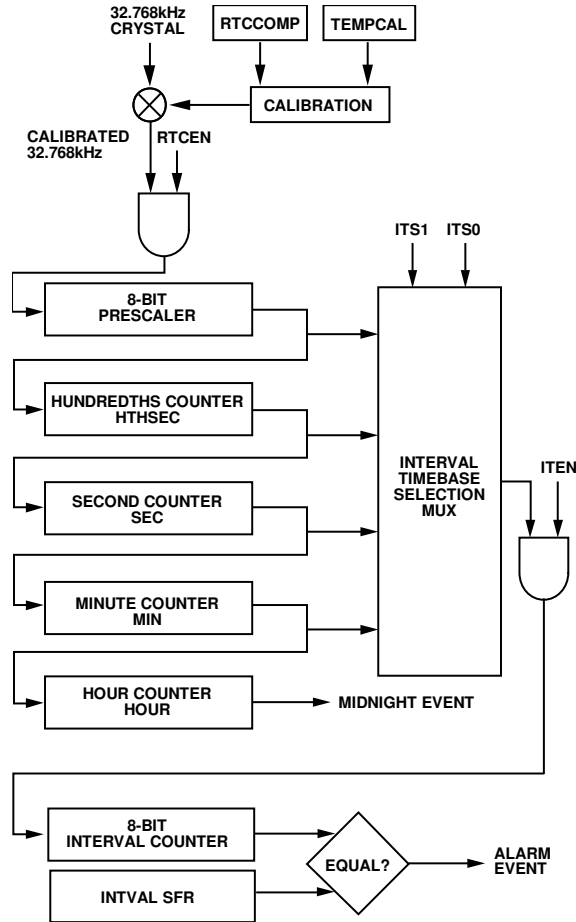 32.768kHz
CRYSTAL
RTCCOMP
TEMPCAL
CALIBRATION
CALIBRATED
32.768kHz
RTCEN
ITS1
ITS0
8-BIT
PRESCALER
HUNDREDTHS COUNTER
HTHSEC
INTERVAL
TIMEBASE
SELECTION
MUX
ITEN
SECOND COUNTER
SEC
MINUTE COUNTER
MIN
HOUR COUNTER
HOUR
MIDNIGHT EVENT
8-BIT
INTERVAL COUNTER
EQUAL?
ALARM
EVENT
INTVAL SFR